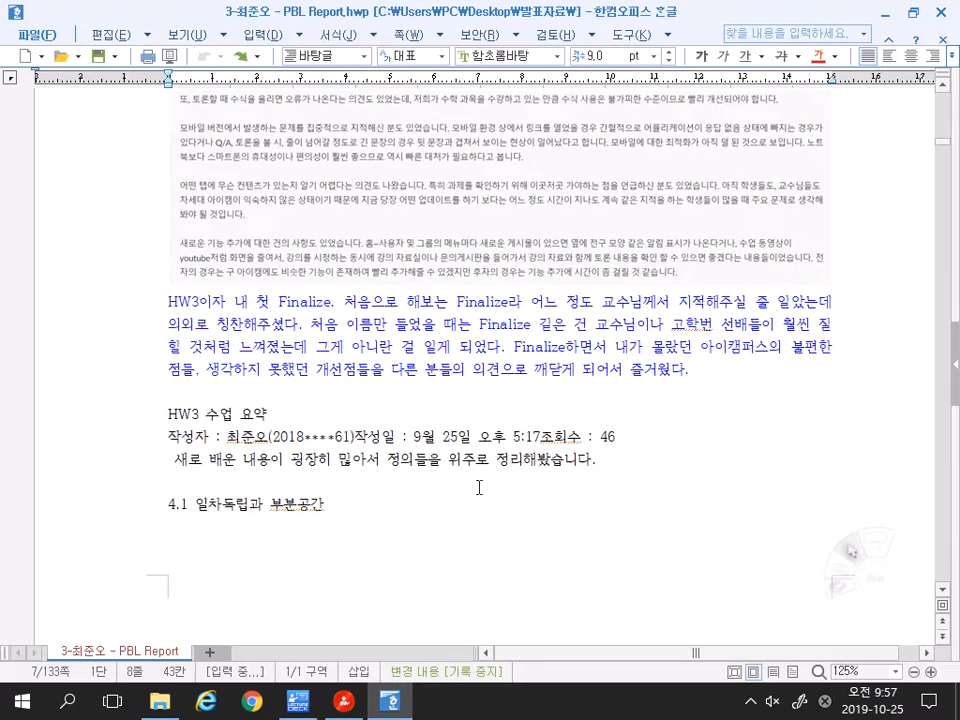 3-최준오 - PBL Report.hwp [C:₩Users₩PC₩Desktop₩발표자료₩] - 한컴오피스 한글
파일(F) 편집(E) 보기(U) 입력(D) 서식(J) 쪽(W) 보안(R) 검토(H) 도구(K) 찾을 내용을 입력하세요.
바탕글 대표 함초롬바탕 9.0 pt 가 가 가 가 가
3 2 1 1 2 3 4 5 6 7 8 9 10 11 12 13 14 15 16 17
또, 토론할 때 수식을 올리면 오류가 나온다는 의견도 있었는데, 저희가 수학 과목을 수강하고 있는 만큼 수식 사용은 불가피한 수준이므로 빨리 개선되어야 합니다.
모바일 버전에서 발생하는 문제를 집중적으로 지적해신 분도 있었습니다. 모바일 환경 상에서 링크를 열었을 경우 간헐적으로 어플리케이션이 응답 없음 상태에 빠지는 경우가
있다거나 Q/A, 토론을 볼 시, 줄이 넘어갈 정도로 긴 문장의 경우 뒷 문장과 겹쳐서 보이는 현상이 일어났다고 합니다. 모바일에 대한 최적화가 아직 덜 된 것으로 보입니다. 노트
북보다 스마트폰의 휴대성이나 편의성이 훨씬 좋으므로 역시 빠른 대처가 필요하다고 봅니다.
어떤 탭에 무슨 컨텐츠가 있는지 알기 어렵다는 의견도 나왔습니다. 특히 과제를 확인하기 위해 이곳저곳 가야하는 점을 언급하신 분도 있었습니다. 아직 학생들도, 교수님들도
차세대 아이캠이 익숙하지 않은 상태이기 때문에 지금 당장 어떤 업데이트를 하기 보다는 어느 정도 시간이 지나도 계속 같은 지적을 하는 학생들이 많을 때 주요 문제로 생각해
봐야 될 것입니다.
새로운 기능 추가에 대한 건의 사항도 있었습니다. 홈-사용자 및 그룹의 메뉴마다 새로운 게시물이 있으면 옆에 전구 모양 같은 알림 표시가 나온다거나, 수업 동영상이
youtube처럼 화면을 줄여서, 강의를 시청하는 동시에 강의 자료실이나 문의게시판을 들어가서 강의 자료와 함께 토론 내용을 확인 할 수 있으면 좋겠다는 내용들이었습니다. 전
자의 경우는 구 아이캠에도 비슷한 기능이 존재하여 빨리 추가해줄 수 있겠지만 후자의 경우는 기능 추가에 시간이 좀 걸릴 것 같습니다.
HW3이자 내 첫 Finalize. 처음으로 해보는 Finalize라 어느 정도 교수님께서 지적해주실 줄 알았는데
의외로 칭찬해주셨다. 처음 이름만 들었을 때는 Finalize 같은 건 교수님이나 고학번 선배들이 훨씬 잘
할 것처럼 느껴졌는데 그게 아니란 걸 알게 되었다. Finalize하면서 내가 몰랐던 아이캠퍼스의 불편한
점들, 생각하지 못했던 개선점들을 다른 분들의 의견으로 깨닫게 되어서 즐거웠다.
HW3 수업 요약
작성자 : 최준오(2018****61)작성일 : 9월 25일 오후 5:17조회수 : 46
새로 배운 내용이 굉장히 많아서 정의들을 위주로 정리해봤습니다.
4.1 일차독립과 부분공간
3-최준오 - PBL Report
7/133쪽 1단 8줄 43칸 [입력 중...] 1/1 구역 삽입 변경 내용 [기록 중지] 125%
오전 9:57
2019-10-25